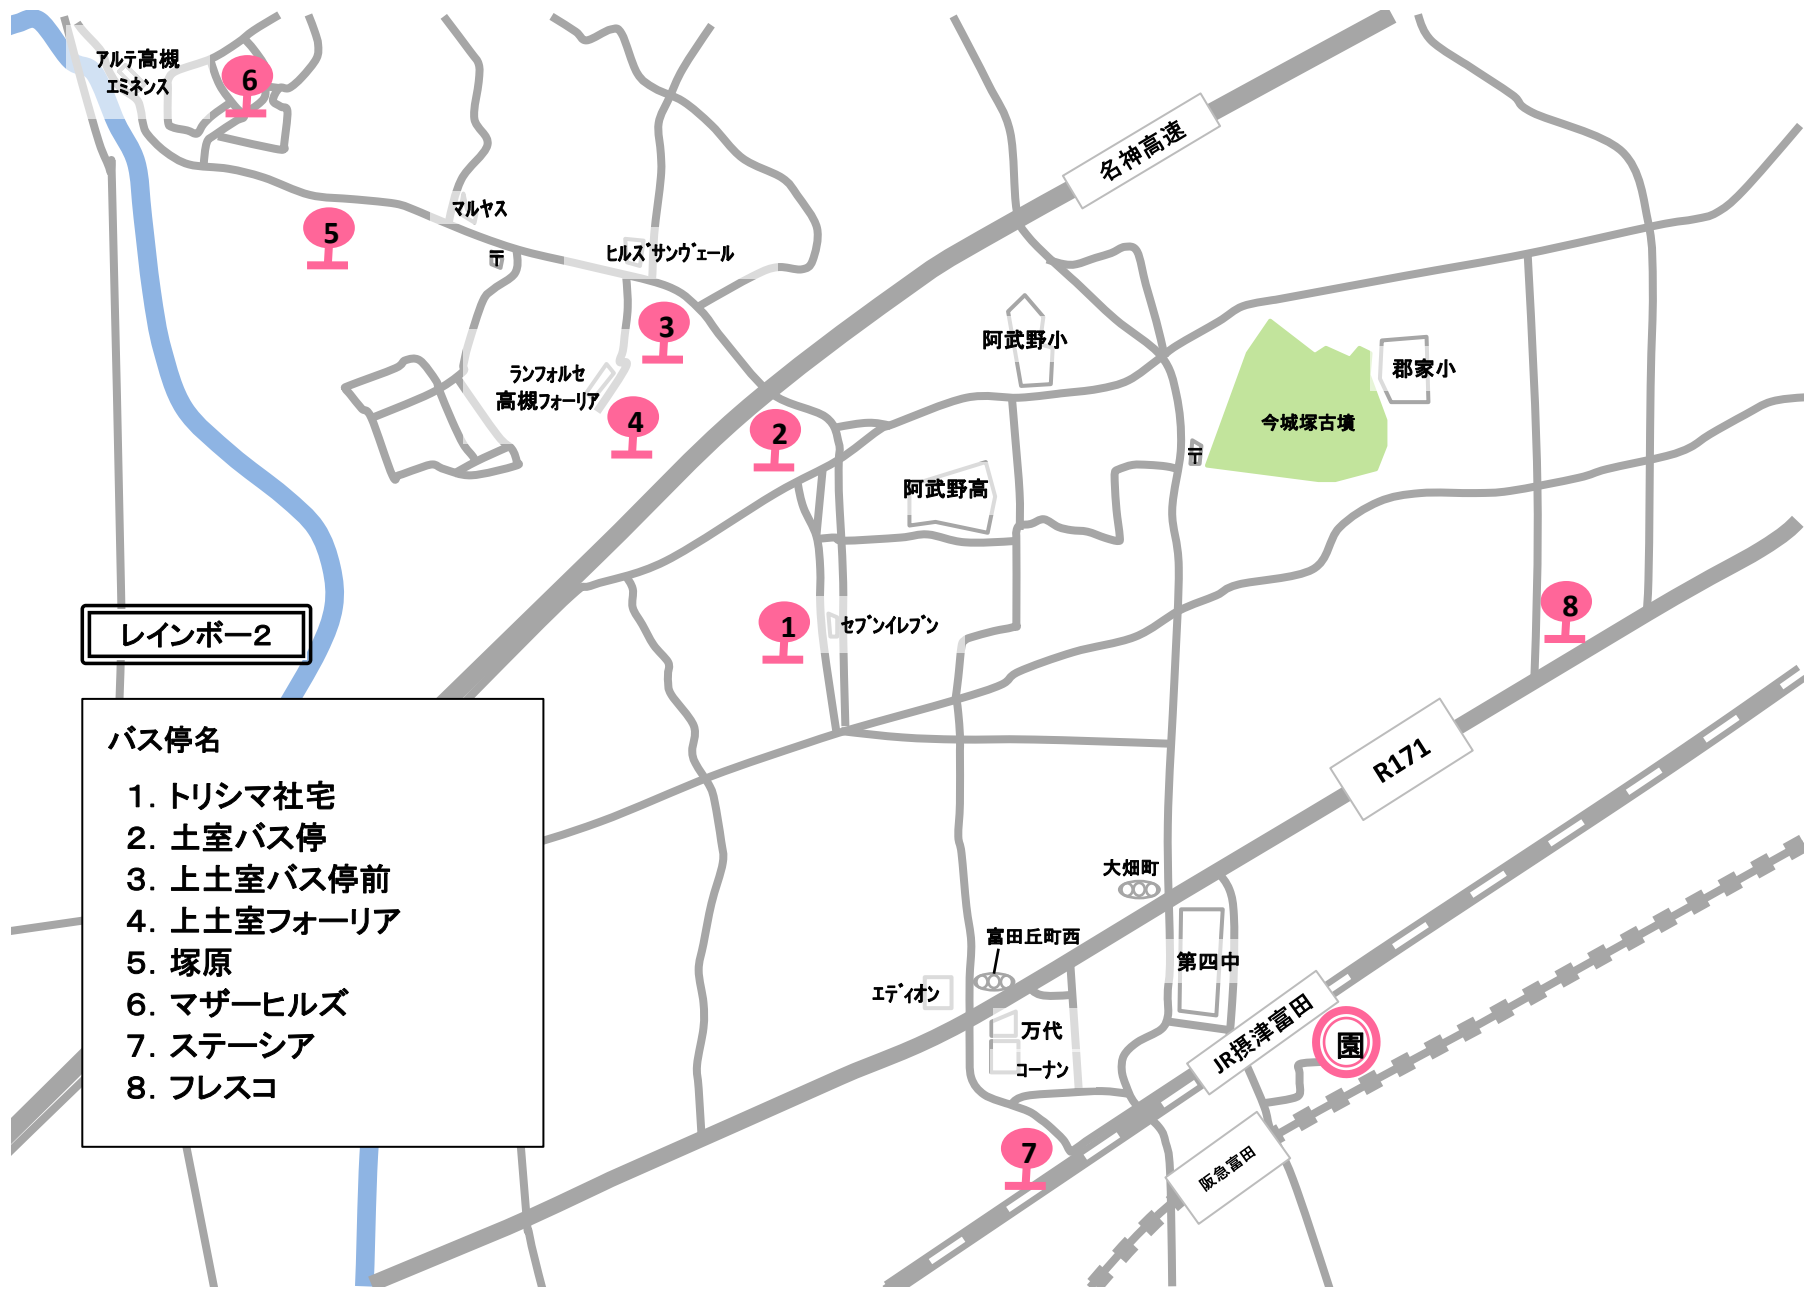 アルテ高槻
エミネンス
6
名神高速
5
マルヤス
〒
ヒルズサンヴェール
3
阿武野小
郡家小
ランフォルセ
高槻フォーリア
4
2
今城塚古墳
〒
阿武野高
8
レインボー2
1
セブンイレブン
バス停名
1．トリシマ社宅
2．土室バス停
3．上土室バス停前
4．上土室フォーリア
5．塚原
6．マザーヒルズ
7．ステーシア
8．フレスコ
R171
大畑町
富田丘町西
第四中
エディオン
万代
コーナン
JR摂津富田
園
7
阪急富田